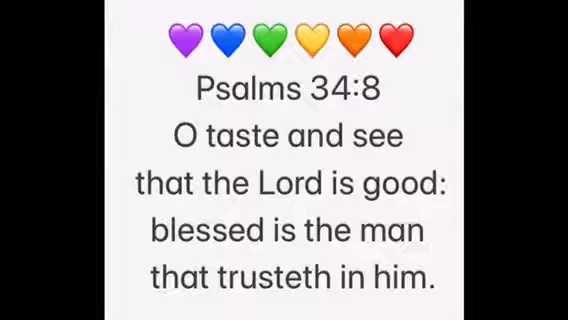 💜💙💚💛🧡❤️
Psalms 34:8
O taste and see
that the Lord is good:
blessed is the man
that trusteth in him.